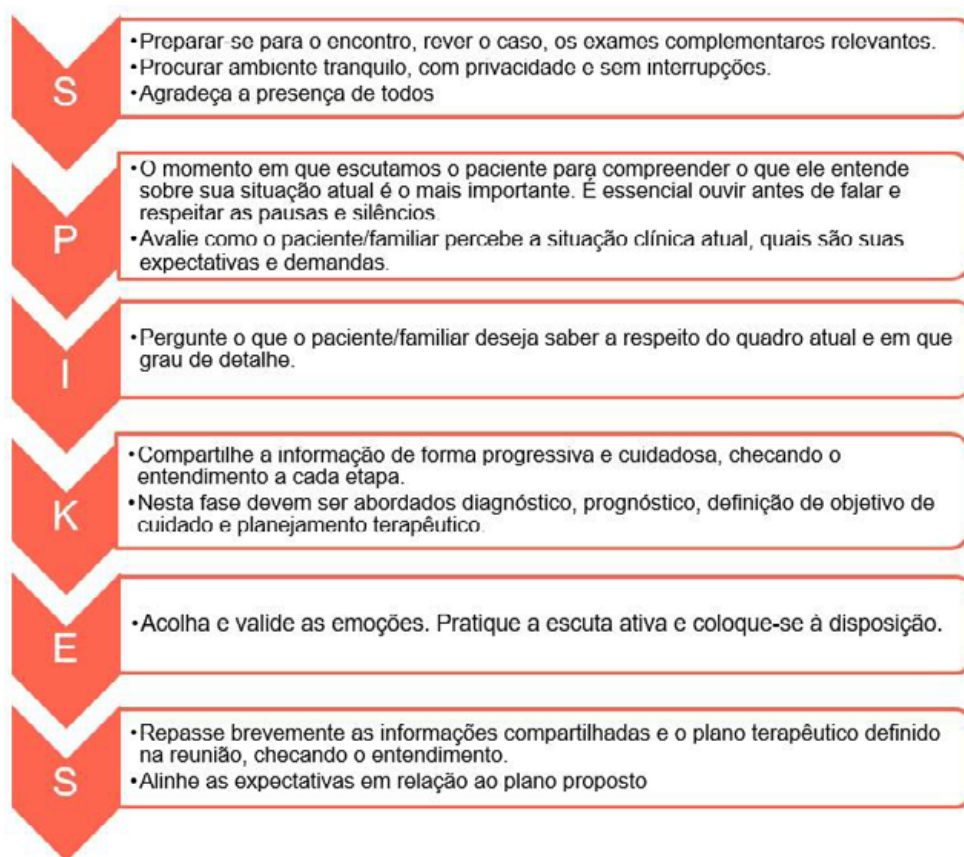 S
•Preparar-se para o encontro, rever o caso, os exames complementares relevantes.
•Procurar ambiente tranquilo, com privacidade e sem interrupções.
•Agradeça a presença de todos
P
•O momento em que escutamos o paciente para compreender o que ele entende
sobre sua situação atual é o mais importante. É essencial ouvir antes de falar e
respeitar as pausas e silêncios.
•Avalie como o paciente/familiar percebe a situação clínica atual, quais são suas
expectativas e demandas.
I
•Pergunte o que o paciente/familiar deseja saber a respeito do quadro atual e em que
grau de detalhe.
K
•Compartilhe a informação de forma progressiva e cuidadosa, checando o
entendimento a cada etapa.
•Nesta fase devem ser abordados diagnóstico, prognóstico, definição de objetivo de
cuidado e planejamento terapêutico.
E
•Acolha e valide as emoções. Pratique a escuta ativa e coloque-se à disposição.
S
•Repasse brevemente as informações compartilhadas e o plano terapêutico definido
na reunião, checando o entendimento.
•Alinhe as expectativas em relação ao plano proposto